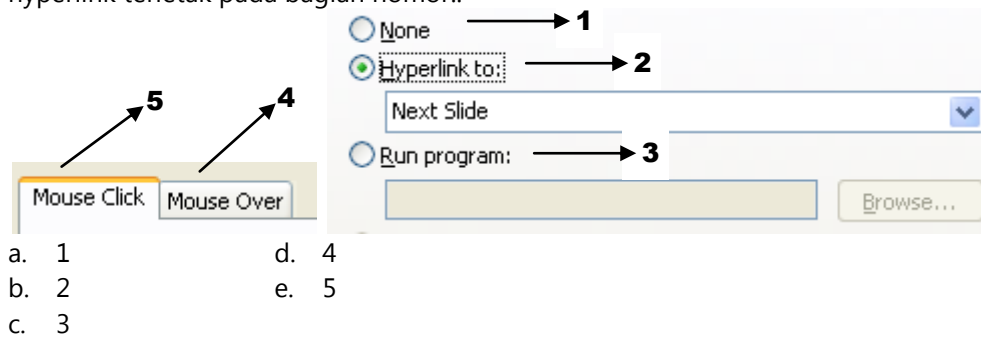 hyperlink terletak pada bagian nomor..
None
1
Hyperlink to:
2
Next Slide
Run program:
3
Browse...
5
4
Mouse Click
Mouse Over
a. 1
d. 4
b. 2
e. 5
c. 3